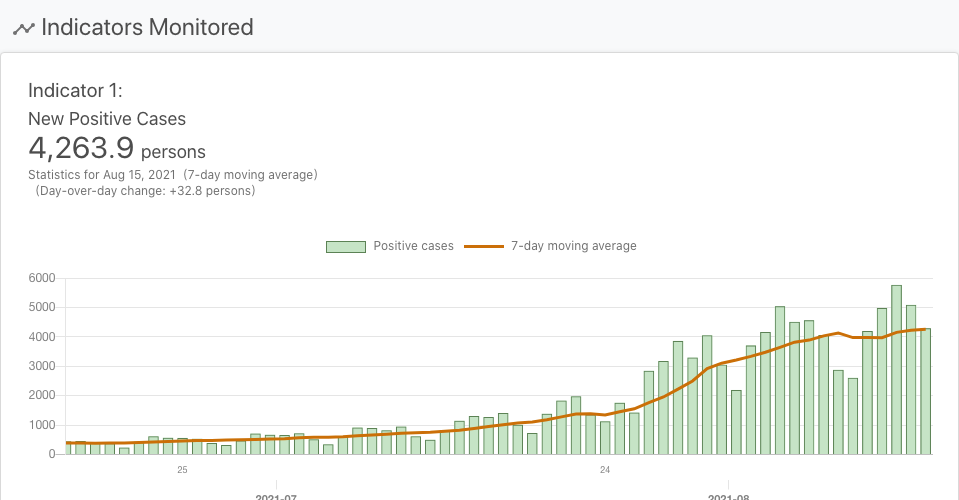 Indicators Monitored
Indicator 1:
New Positive Cases
4,263.9 persons
Statistics for Aug 15, 2021 (7-day moving average)
(Day-over-day change: +32.8 persons)
Positive cases 7-day moving average
6000
5000
4000
3000
2000
1000
0
25 24
2021-07 2021-08